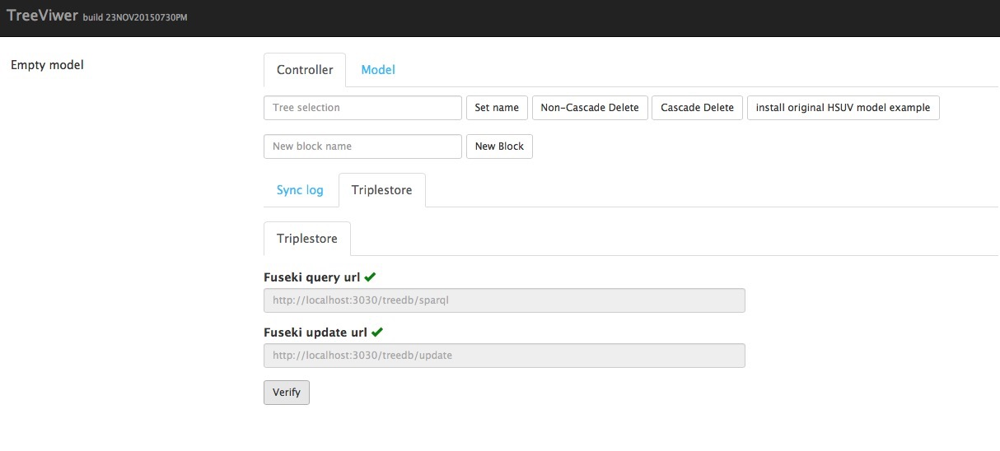 TreeViwer build 23NOV20150730PM
Empty model
Controller Model
Tree selection Set name Non-Cascade Delete Cascade Delete install original HSUV model example
New block name New Block
Sync log Triplestore
Triplestore
Fuseki query url
http://localhost:3030/treedb/sparql
Fuseki update url
http://localhost:3030/treedb/update
Verify